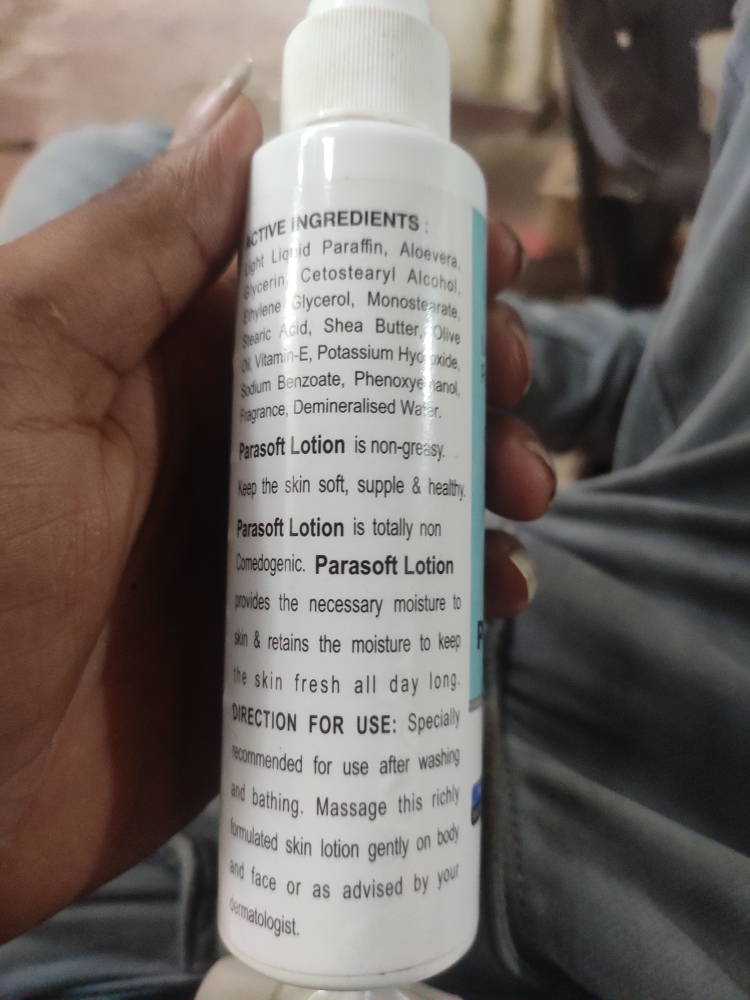 ACTIVE INGREDIENTS :
Light Liquid Paraffin, Aloevera,
Glycerin, Cetostearyl Alcohol,
Ethylene Glycerol, Monostearate,
Stearic Acid, Shea Butter, Olive
Oil, Vitamin-E, Potassium Hydroxide,
Sodium Benzoate, Phenoxyethanol,
Fragrance, Demineralised Water.
Parasoft Lotion is non-greasy.
Keep the skin soft, supple & healthy.
Parasoft Lotion is totally non
Comedogenic. Parasoft Lotion
provides the necessary moisture to
skin & retains the moisture to keep
the skin fresh all day long.
DIRECTION FOR USE: Specially
recommended for use after washing
and bathing. Massage this richly
formulated skin lotion gently on body
and face or as advised by your
dermatologist.